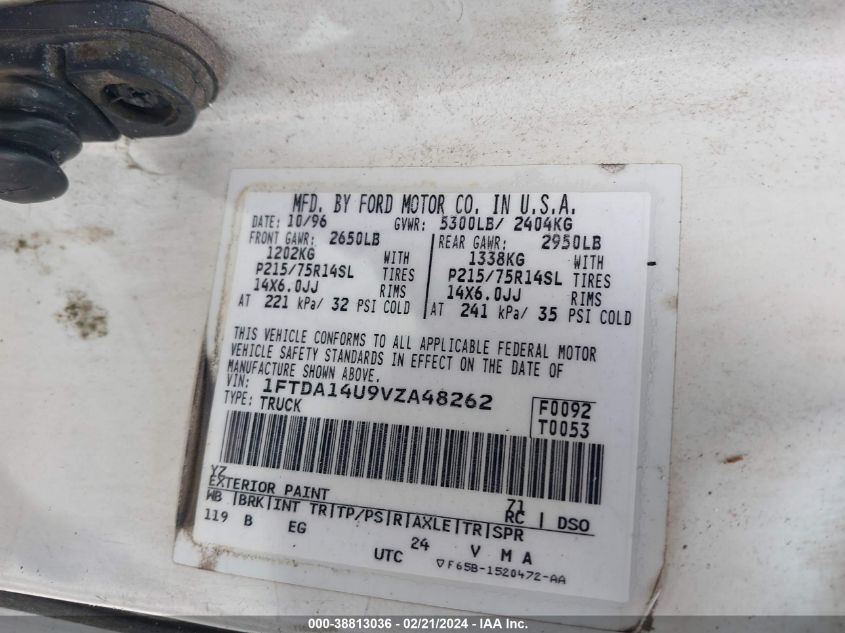 MFD. BY FORD MOTOR CO. IN U.S.A.
DATE: 10/96 GVWR: 5300LB/ 2404KG
FRONT GAWR: 2650LB REAR GAWR: 2950LB
1202KG WITH 1338KG WITH
P215/75R14SL TIRES P215/75R14SL TIRES
14X6.0JJ RIMS 14X6.0JJ RIMS
AT 221 kPa/ 32 PSI COLD AT 241 kPa/ 35 PSI COLD
THIS VEHICLE CONFORMS TO ALL APPLICABLE FEDERAL MOTOR
VEHICLE SAFETY STANDARDS IN EFFECT ON THE DATE OF
MANUFACTURE SHOWN ABOVE.
VIN: 1FTDA14U9VZA48262 F0092
TYPE: TRUCK T0053
YZ
EXTERIOR PAINT 71
WB |BRK|INT TR|TP/PS|R|AXLE|TR|SPR RC | DSO
119 B EG 24 V M A
UTC ▽F65B-1520472-AA
000-38813036 - 02/21/2024 - IAA Inc.